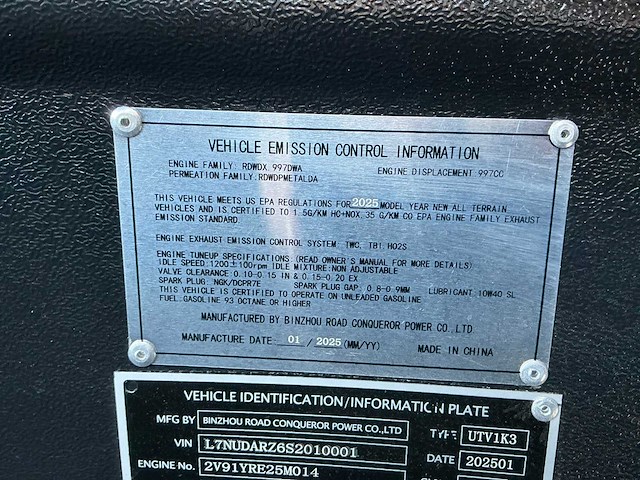 VEHICLE EMISSION CONTROL INFORMATION
ENGINE FAMILY: RDWDX.997DWA ENGINE DISPLACEMENT 997CC
PERMEATION FAMILY:RDWDPMETALDA
THIS VEHICLE MEETS US EPA REGULATIONS FOR 2025 MODEL YEAR NEW ALL TERRAIN
VEHICLES AND IS CERTIFIED TO 1.5G/KM HC+NOX,35 G/KM CO EPA ENGINE FAMILY EXHAUST
EMISSION STANDARD.
ENGINE EXHAUST EMISSION CONTROL SYSTEM: TWC, TBI, HO2S
ENGINE TUNEUP SPECIFICATIONS: (READ OWNER'S MANUAL FOR MORE DETAILS)
IDLE SPEED:1200±100rpm IDLE MIXTURE:NON ADJUSTABLE
VALVE CLEARANCE: 0.10-0.15 IN & 0.15-0.20 EX
SPARK PLUG: NGK/DCPR7E SPARK PLUG GAP: 0.8-0.9MM LUBRICANT:10W40 SL
THIS VEHICLE IS CERTIFIED TO OPERATE ON UNLEADED GASOLINE
FUEL:GASOLINE 93 OCTANE OR HIGHER
MANUFACTURED BY BINZHOU ROAD CONQUEROR POWER CO.,LTD
MANUFACTURE DATE: 01 / 2025 (MM/YY) MADE IN CHINA
VEHICLE IDENTIFICATION/INFORMATION PLATE
MFG BY BINZHOU ROAD CONQUEROR POWER CO.,LTD TYPE UTV1K3
VIN L7NUDARZ6S2010001 DATE 202501
ENGINE No. 2V91YRE25M014